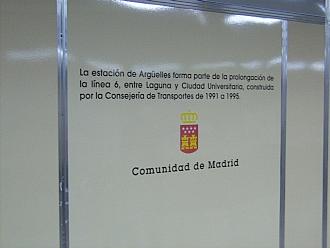 La estación de Argüelles forma parte de la prolongación de
la línea 6, entre Laguna y Ciudad Universitaria, construida
por la Consejería de Transportes de 1991 a 1995.
Comunidad de Madrid